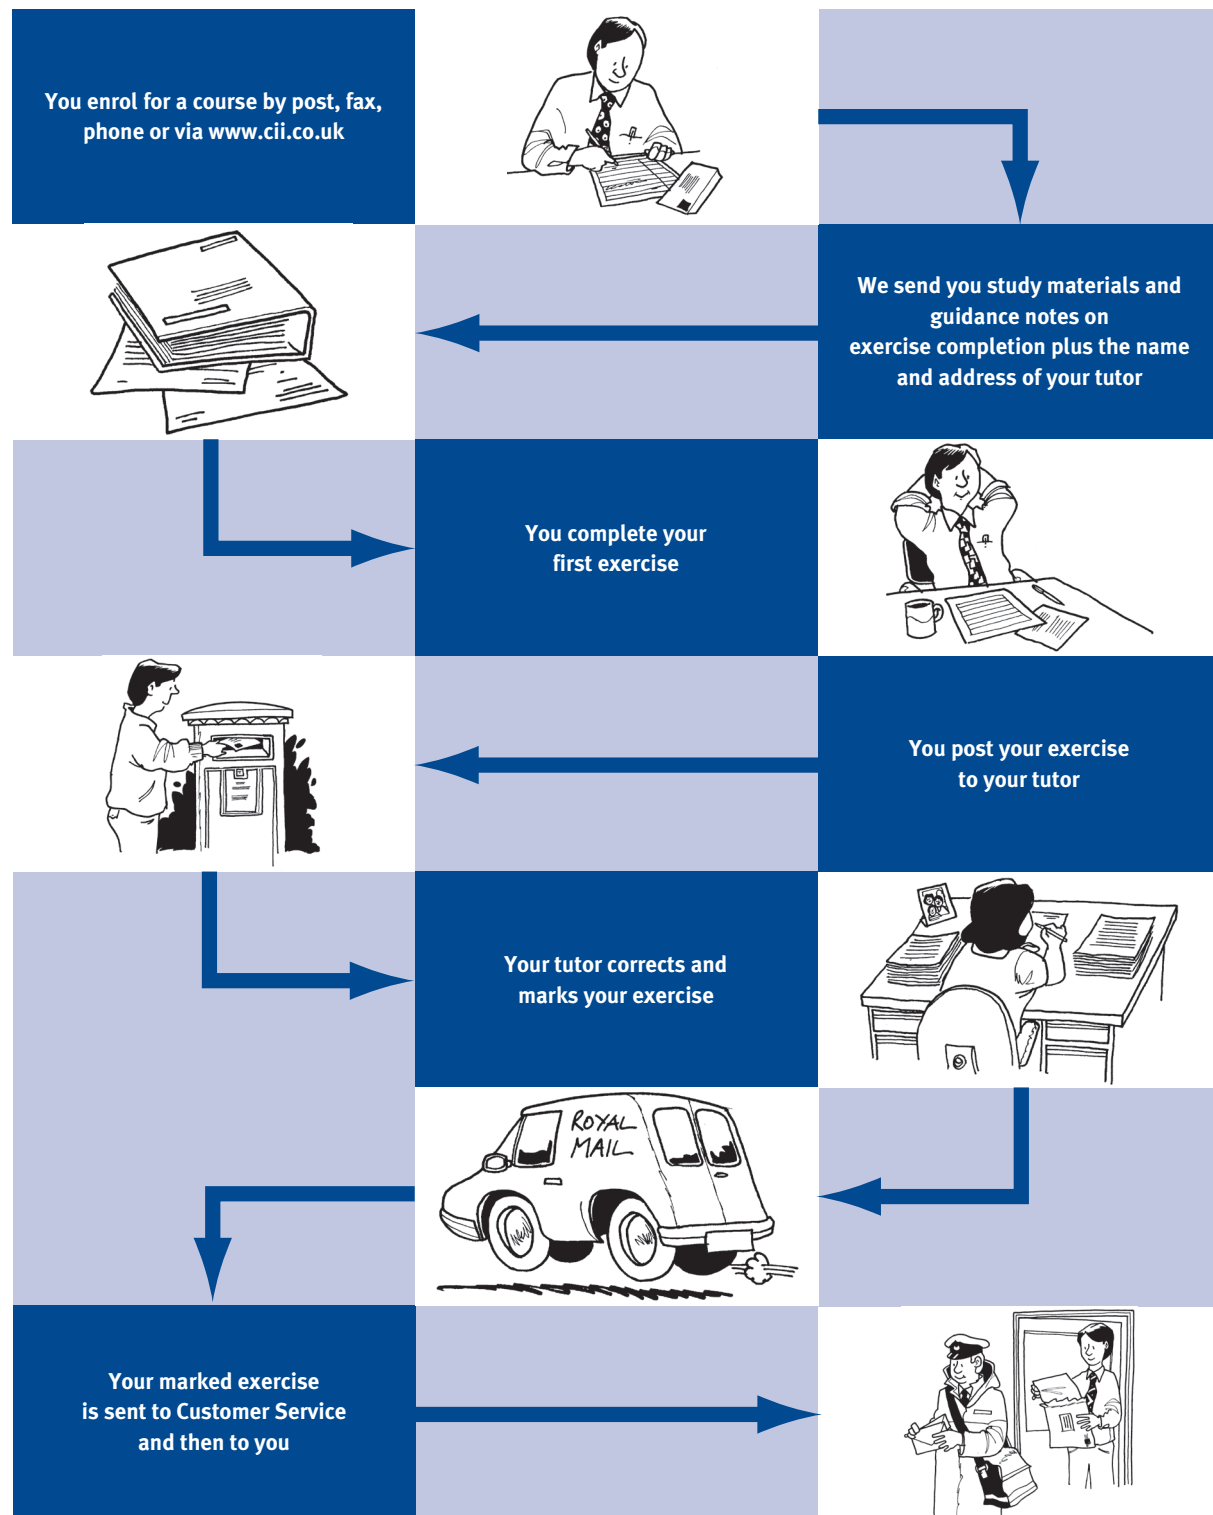 You enrol for a course by post, fax,
phone or via www.cii.co.uk
We send you study materials and
guidance notes on
exercise completion plus the name
and address of your tutor
You complete your
first exercise
You post your exercise
to your tutor
Your tutor corrects and
marks your exercise
ROYAL
MAIL
Your marked exercise
is sent to Customer Service
and then to you